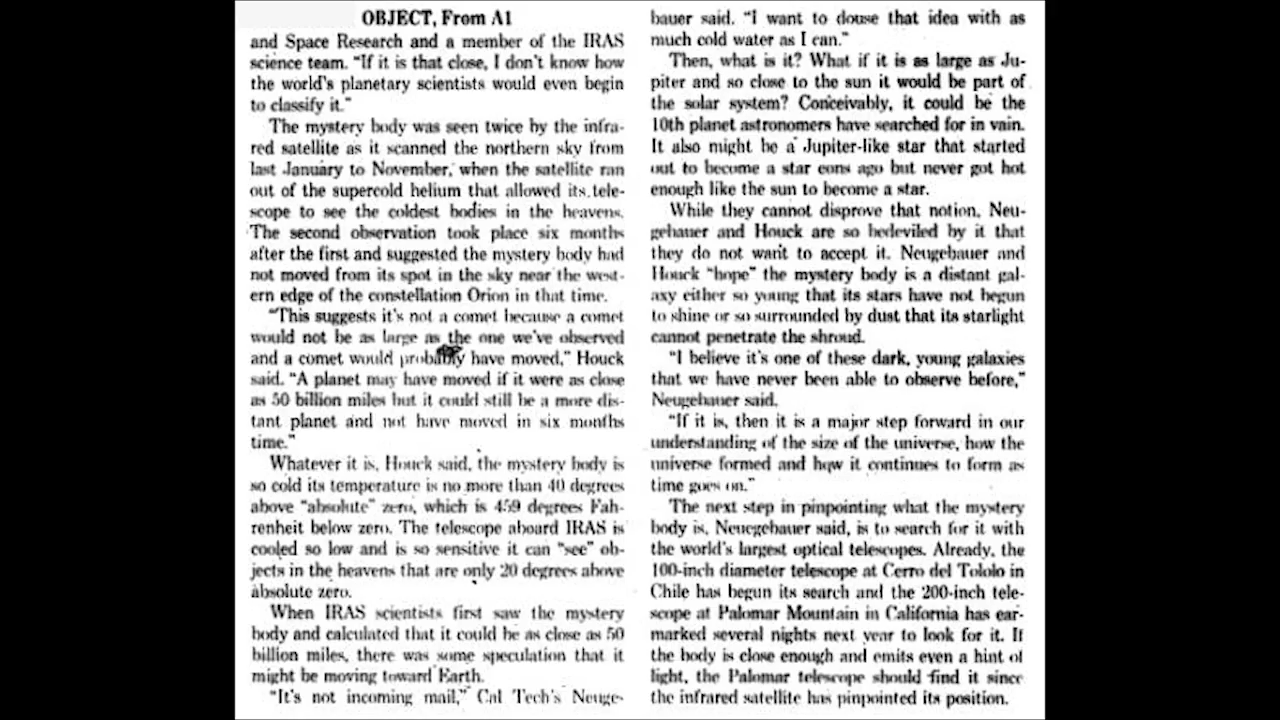 OBJECT, From A1
and Space Research and a member of the IRAS
science team. "If it is that close, I don't know how
the world's planetary scientists would even begin
to classify it."
The mystery body was seen twice by the infra-
red satellite as it scanned the northern sky from
last January to November, when the satellite ran
out of the supercold helium that allowed its tele-
scope to see the coldest bodies in the heavens.
The second observation took place six months
after the first and suggested the mystery body had
not moved from its spot in the sky near the west-
ern edge of the constellation Orion in that time.
"This suggests it's not a comet because a comet
would not be as large as the one we've observed
and a comet would probably have moved," Houck
said. "A planet may have moved if it were as close
as 50 billion miles but it could still be a more dis-
tant planet and not have moved in six months
time."
Whatever it is, Houck said, the mystery body is
so cold its temperature is no more than 40 degrees
above "absolute" zero, which is 459 degrees Fah-
renheit below zero. The telescope aboard IRAS is
cooled so low and is so sensitive it can "see" ob-
jects in the heavens that are only 20 degrees above
absolute zero.
When IRAS scientists first saw the mystery
body and calculated that it could be as close as 50
billion miles, there was some speculation that it
might be moving toward Earth.
"It's not incoming mail," Cal Tech's Neuge-
bauer said. "I want to douse that idea with as
much cold water as I can."
Then, what is it? What if it is as large as Ju-
piter and so close to the sun it would be part of
the solar system? Conceivably, it could be the
10th planet astronomers have searched for in vain.
It also might be a Jupiter-like star that started
out to become a star eons ago but never got hot
enough like the sun to become a star.
While they cannot disprove that notion, Neu-
gebauer and Houck are so bedeviled by it that
they do not want to accept it. Neugebauer and
Houck "hope" the mystery body is a distant gal-
axy either so young that its stars have not begun
to shine or so surrounded by dust that its starlight
cannot penetrate the shroud.
"I believe it's one of these dark, young galaxies
that we have never been able to observe before,"
Neugebauer said.
"If it is, then it is a major step forward in our
understanding of the size of the universe, how the
universe formed and how it continues to form as
time goes on."
The next step in pinpointing what the mystery
body is, Neuegebauer said, is to search for it with
the world's largest optical telescopes. Already, the
100-inch diameter telescope at Cerro del Tololo in
Chile has begun its search and the 200-inch tele-
scope at Palomar Mountain in California has ear-
marked several nights next year to look for it. If
the body is close enough and emits even a hint of
light, the Palomar telescope should find it since
the infrared satellite has pinpointed its position.